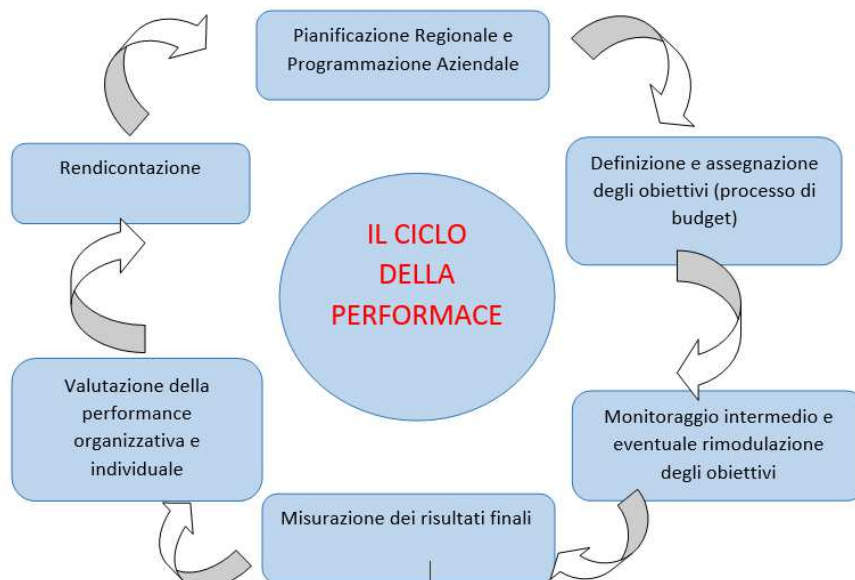 Pianificazione Regionale e
Programmazione Aziendale
Rendicontazione
Definizione e assegnazione
degli obiettivi (processo di
budget)
IL CICLO
DELLA
PERFORMACE
Valutazione della
performance
organizzativa e
individuale
Monitoraggio intermedio e
eventuale rimodulazione
degli obiettivi
Misurazione dei risultati finali